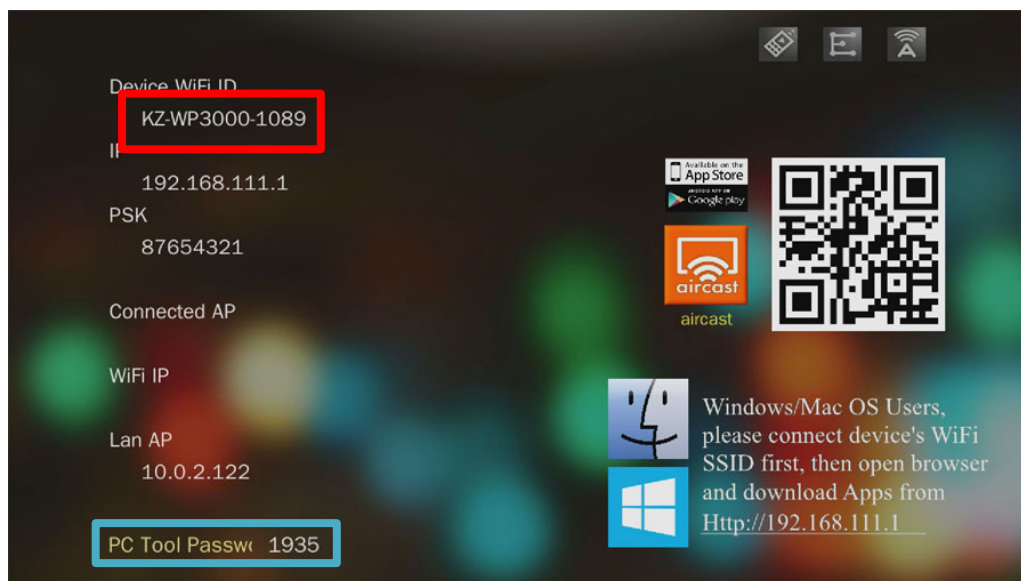 Device WiFi ID
KZ-WP3000-1089
IP
192.168.111.1
PSK
87654321
Connected AP
WiFi IP
Lan AP
10.0.2.122
PC Tool Passw 1935
Available on the
App Store
ANDROID APP ON
Google play
aircast
aircast
Windows/Mac OS Users,
please connect device's WiFi
SSID first, then open browser
and download Apps from
Http://192.168.111.1